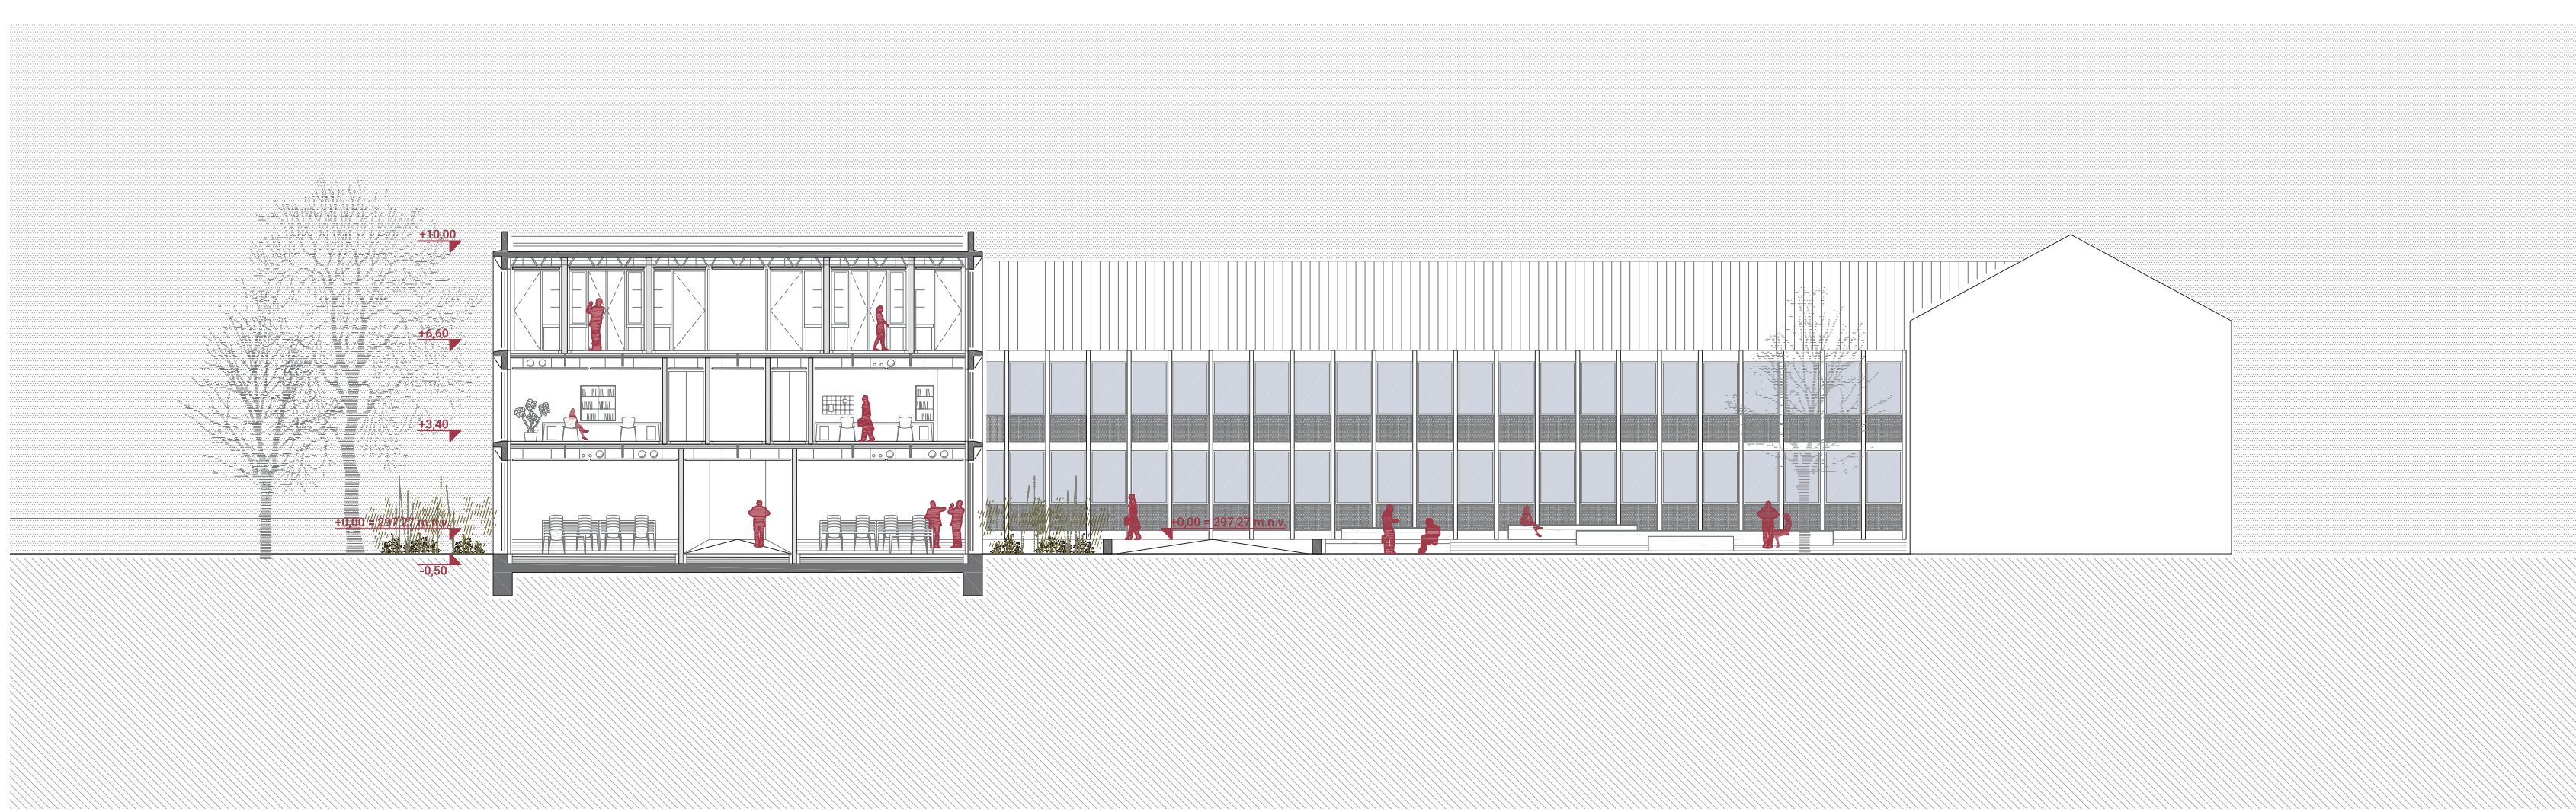 +10,00
+6,60
+3,40
+0,00 = 297,27 m.n.v.
+0,00 = 297,27 m.n.v.
-0,50